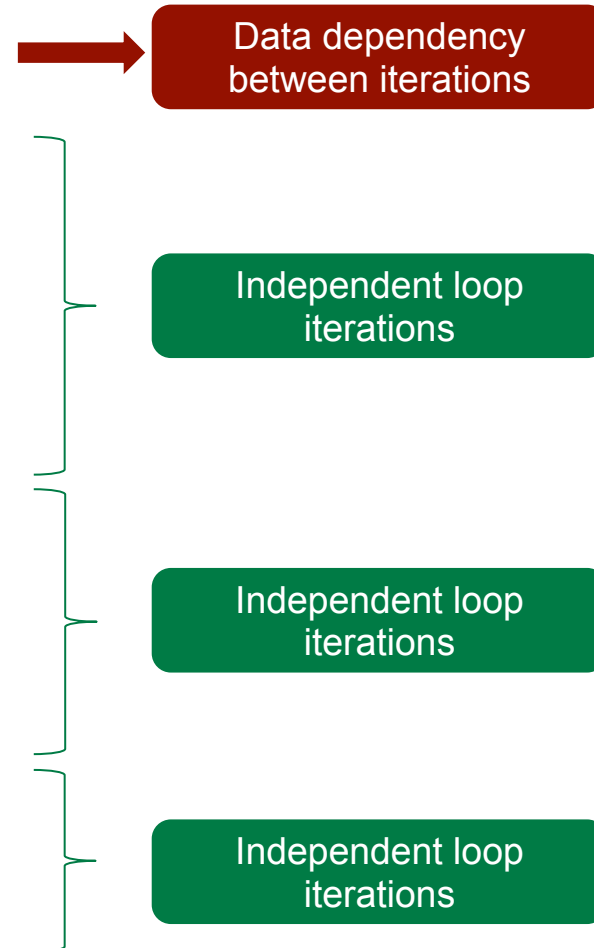 Data dependency
between iterations
Independent loop
iterations
Independent loop
iterations
Independent loop
iterations